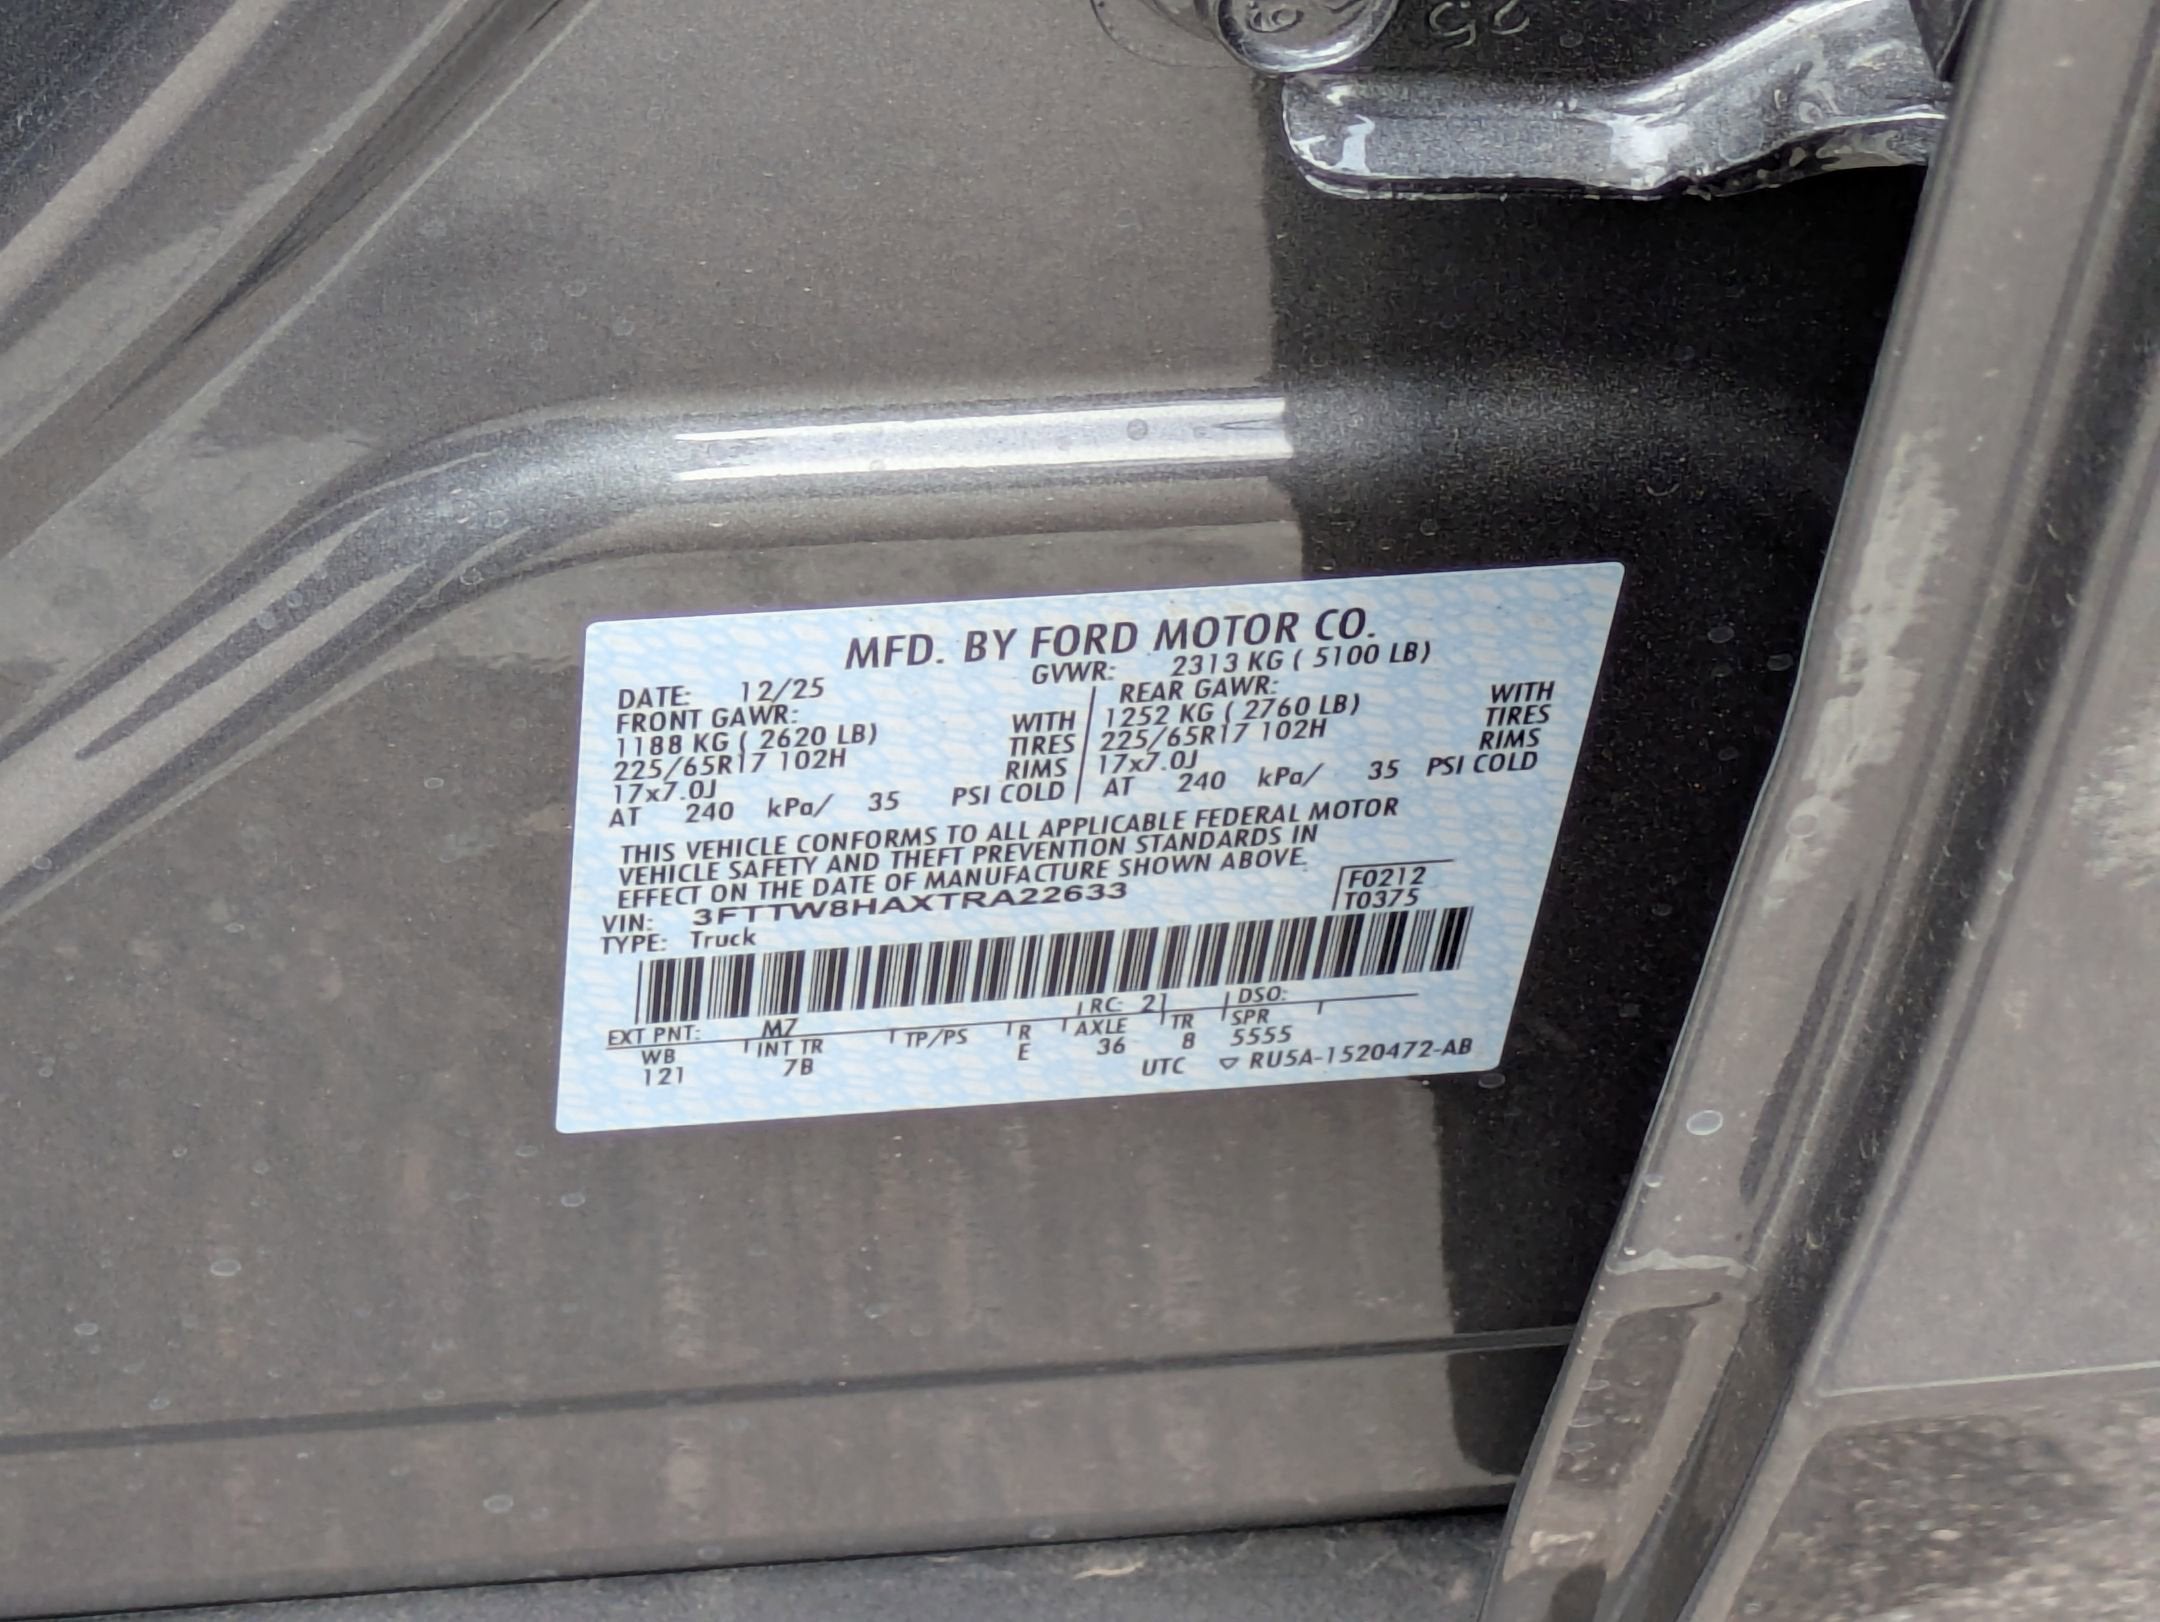 25
MFD. BY FORD MOTOR CO.
DATE: 12/25 GVWR: 2313 KG ( 5100 LB)
FRONT GAWR: REAR GAWR:
1188 KG ( 2620 LB) WITH 1252 KG ( 2760 LB) WITH
225/65R17 102H TIRES 225/65R17 102H TIRES
17x7.0J RIMS 17x7.0J RIMS
AT 240 kPa/ 35 PSI COLD AT 240 kPa/ 35 PSI COLD
THIS VEHICLE CONFORMS TO ALL APPLICABLE FEDERAL MOTOR
VEHICLE SAFETY AND THEFT PREVENTION STANDARDS IN
EFFECT ON THE DATE OF MANUFACTURE SHOWN ABOVE.
VIN: 3FTTW8HAXTRA22633 F0212
TYPE: Truck T0375
EXT PNT: MZ RC: 21 DSO:
WB INT TR TP/PS R AXLE TR SPR
121 7B E 36 8 5555
UTC RU5A-1520472-AB